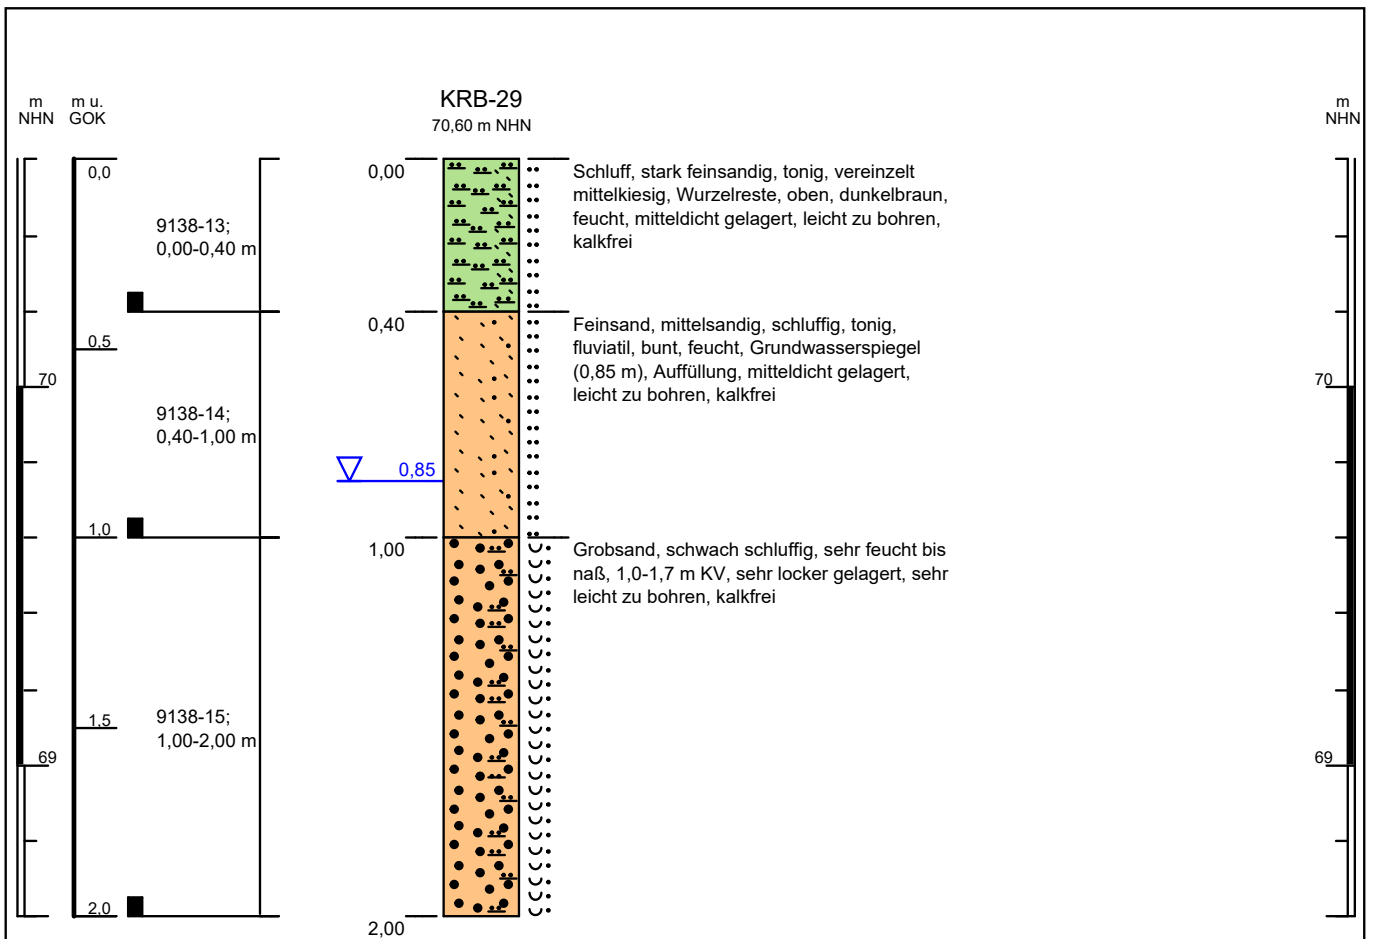 KRB-29
70,60 m NHN
m
NHN
m u.
GOK
m
NHN
0,0
0,5
1,0
1,5
2,0
70
69
9138-13;
0,00-0,40 m
9138-14;
0,40-1,00 m
9138-15;
1,00-2,00 m
0,00
0,40
0,85
1,00
2,00
Schluff, stark feinsandig, tonig, vereinzelt
mittelkiesig, Wurzelreste, oben, dunkelbraun,
feucht, mitteldicht gelagert, leicht zu bohren,
kalkfrei
Feinsand, mittelsandig, schluffig, tonig,
fluviatil, bunt, feucht, Grundwasserspiegel
(0,85 m), Auffüllung, mitteldicht gelagert,
leicht zu bohren, kalkfrei
Grobsand, schwach schluffig, sehr feucht bis
naß, 1,0-1,7 m KV, sehr locker gelagert, sehr
leicht zu bohren, kalkfrei
70
69